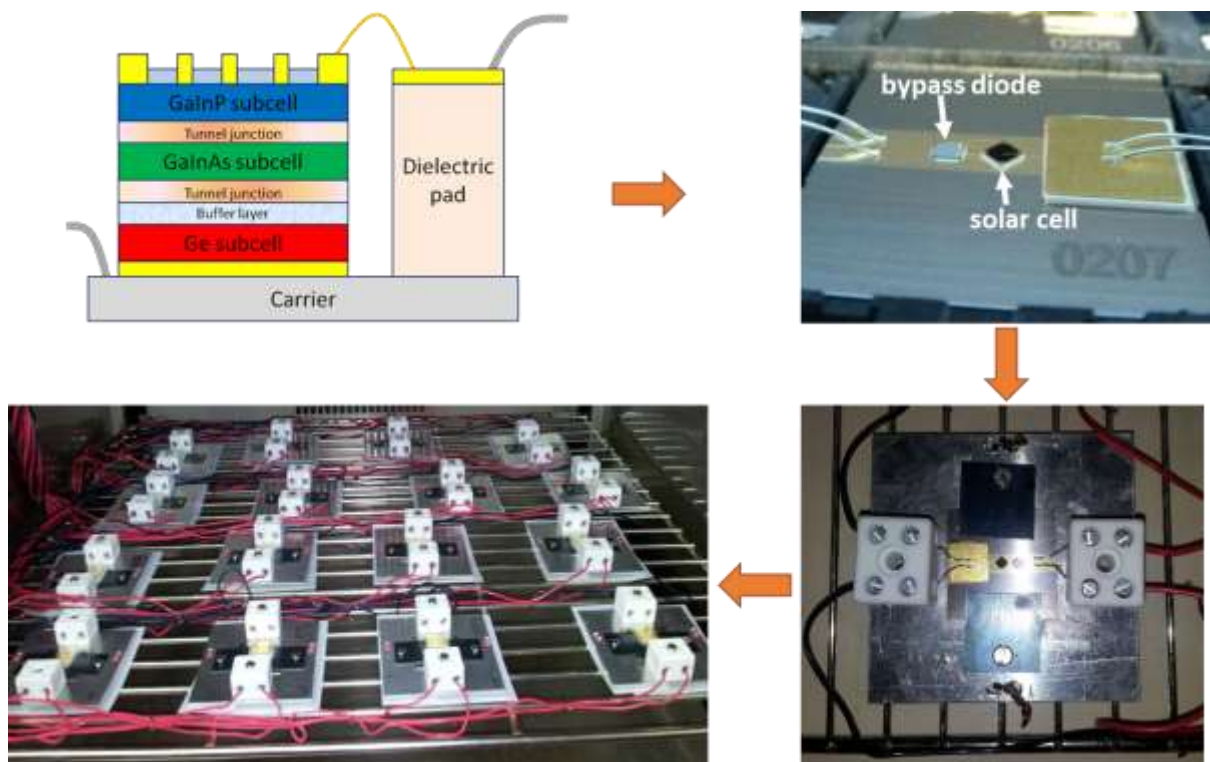 GaInP subcell
Tunnel junction
GaInAs subcell
Tunnel junction
Buffer layer
Ge subcell
Dielectric
pad
Carrier
0206
bypass diode
solar cell
0207